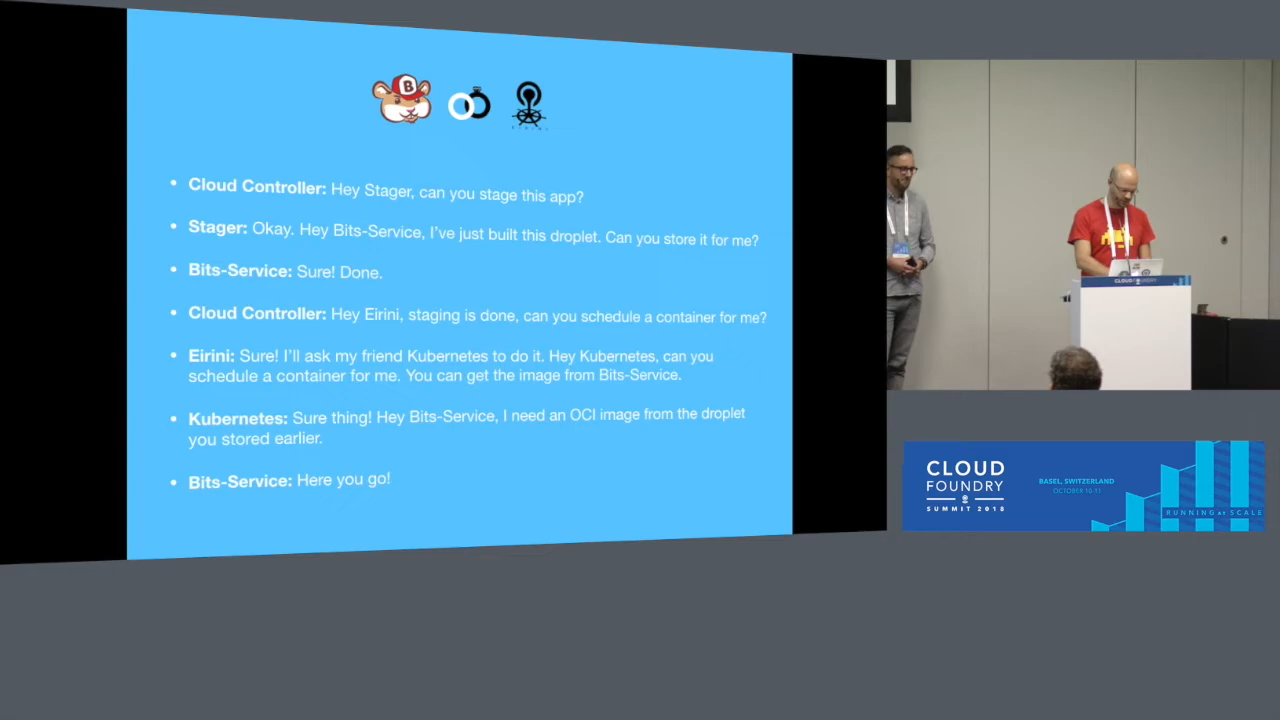 B
• Cloud Controller: Hey Stager, can you stage this app?
• Stager: Okay. Hey Bits-Service, I've just built this droplet. Can you store it for me?
• Bits-Service: Sure! Done.
• Cloud Controller: Hey Eirini, staging is done, can you schedule a container for me?
• Eirini: Sure! I'll ask my friend Kubernetes to do it. Hey Kubernetes, can you
schedule a container for me. You can get the image from Bits-Service.
• Kubernetes: Sure thing! Hey Bits-Service, I need an OCI image from the droplet
you stored earlier.
• Bits-Service: Here you go!
CLOUD
FOUNDRY
SUMMIT 2018
BASEL, SWITZERLAND
OCTOBER 10-11
RUNNING AT SCALE